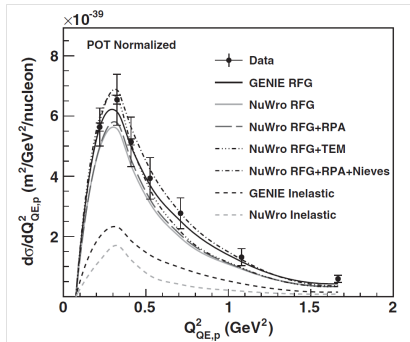 ×10⁻³⁹
POT Normalized
Data
GENIE RFG
NuWro RFG
NuWro RFG+RPA
NuWro RFG+TEM
NuWro RFG+RPA+Nieves
GENIE Inelastic
NuWro Inelastic
dσ/dQ²QE,p (m²/GeV²/nucleon)
8
6
4
2
0 0.5 1 1.5 2
Q²QE,p (GeV²)